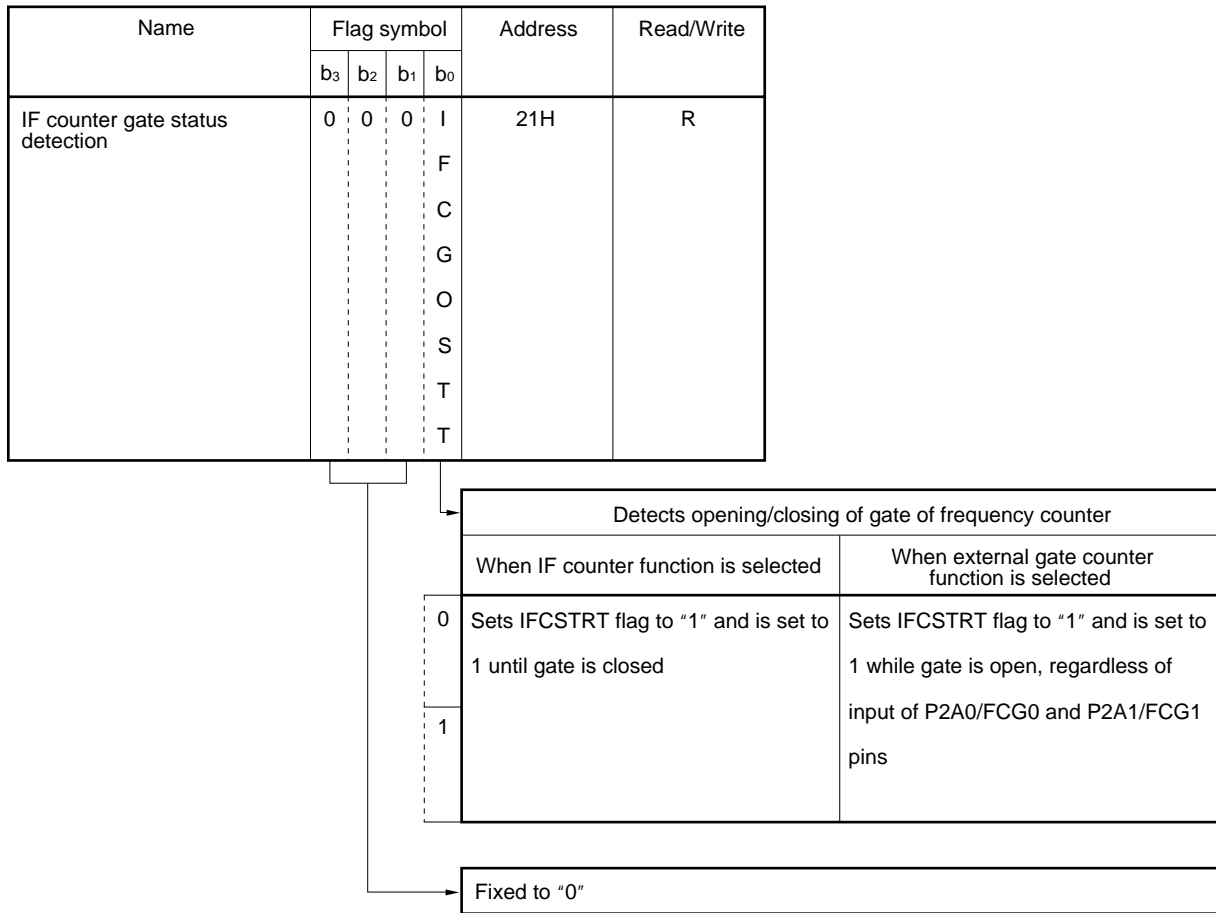 Name Flag symbol Address Read/Write
b3 b2 b1 b0
IF counter gate status 0 0 0 I 21H R
detection
F
C
G
O
S
T
T
Detects opening/closing of gate of frequency counter
When IF counter function is selected When external gate counter
function is selected
0 Sets IFCSTRT flag to "1" and is set to Sets IFCSTRT flag to "1" and is set to
1 until gate is closed 1 while gate is open, regardless of
input of P2A0/FCG0 and P2A1/FCG1
1
pins
Fixed to "0"